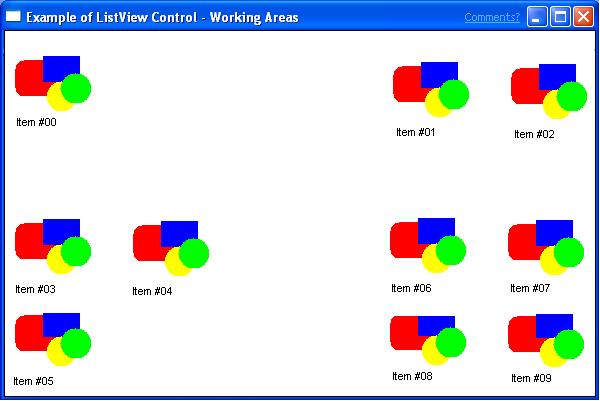 Example of ListView Control - Working Areas
Comments?
Item #00
Item #01
Item #02
Item #03
Item #04
Item #06
Item #07
Item #05
Item #08
Item #09